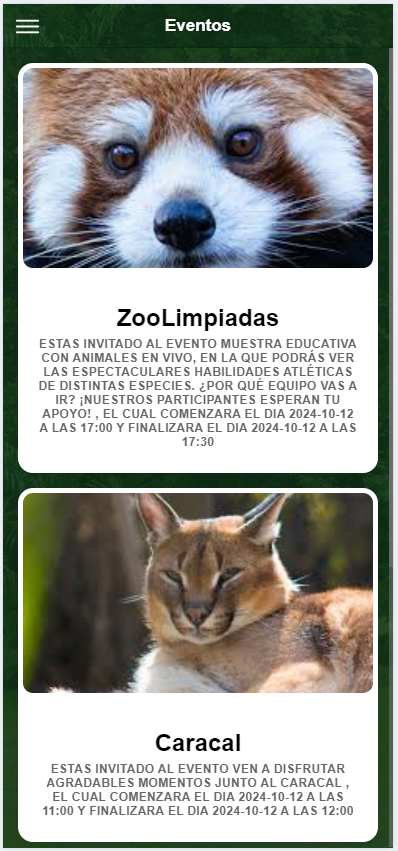 Eventos
ZooLimpiadas
ESTAS INVITADO AL EVENTO MUESTRA EDUCATIVA
CON ANIMALES EN VIVO, EN LA QUE PODRÁS VER
LAS ESPECTACULARES HABILIDADES ATLÉTICAS
DE DISTINTAS ESPECIES. ¿POR QUÉ EQUIPO VAS A
IR? ¡NUESTROS PARTICIPANTES ESPERAN TU
APOYO! , EL CUAL COMENZARA EL DIA 2024-10-12
A LAS 17:00 Y FINALIZARA EL DIA 2024-10-12 A LAS
17:30
Caracal
ESTAS INVITADO AL EVENTO VEN A DISFRUTAR
AGRADABLES MOMENTOS JUNTO AL CARACAL ,
EL CUAL COMENZARA EL DIA 2024-10-12 A LAS
11:00 Y FINALIZARA EL DIA 2024-10-12 A LAS 12:00